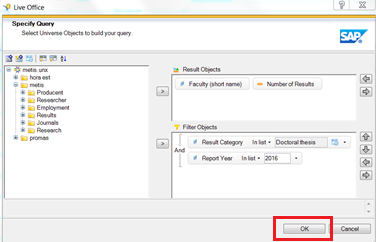 Live Office
Specify Query
Select Universe Objects to build your query.
SAP
metis.unx
hora est
metis
Producent
Researcher
Employment
Results
Journals
Research
promas
Result Objects
Faculty (short name)
Number of Results
Filter Objects
And
Result Category In list Doctoral thesis
Report Year In list 2016
OK Cancel